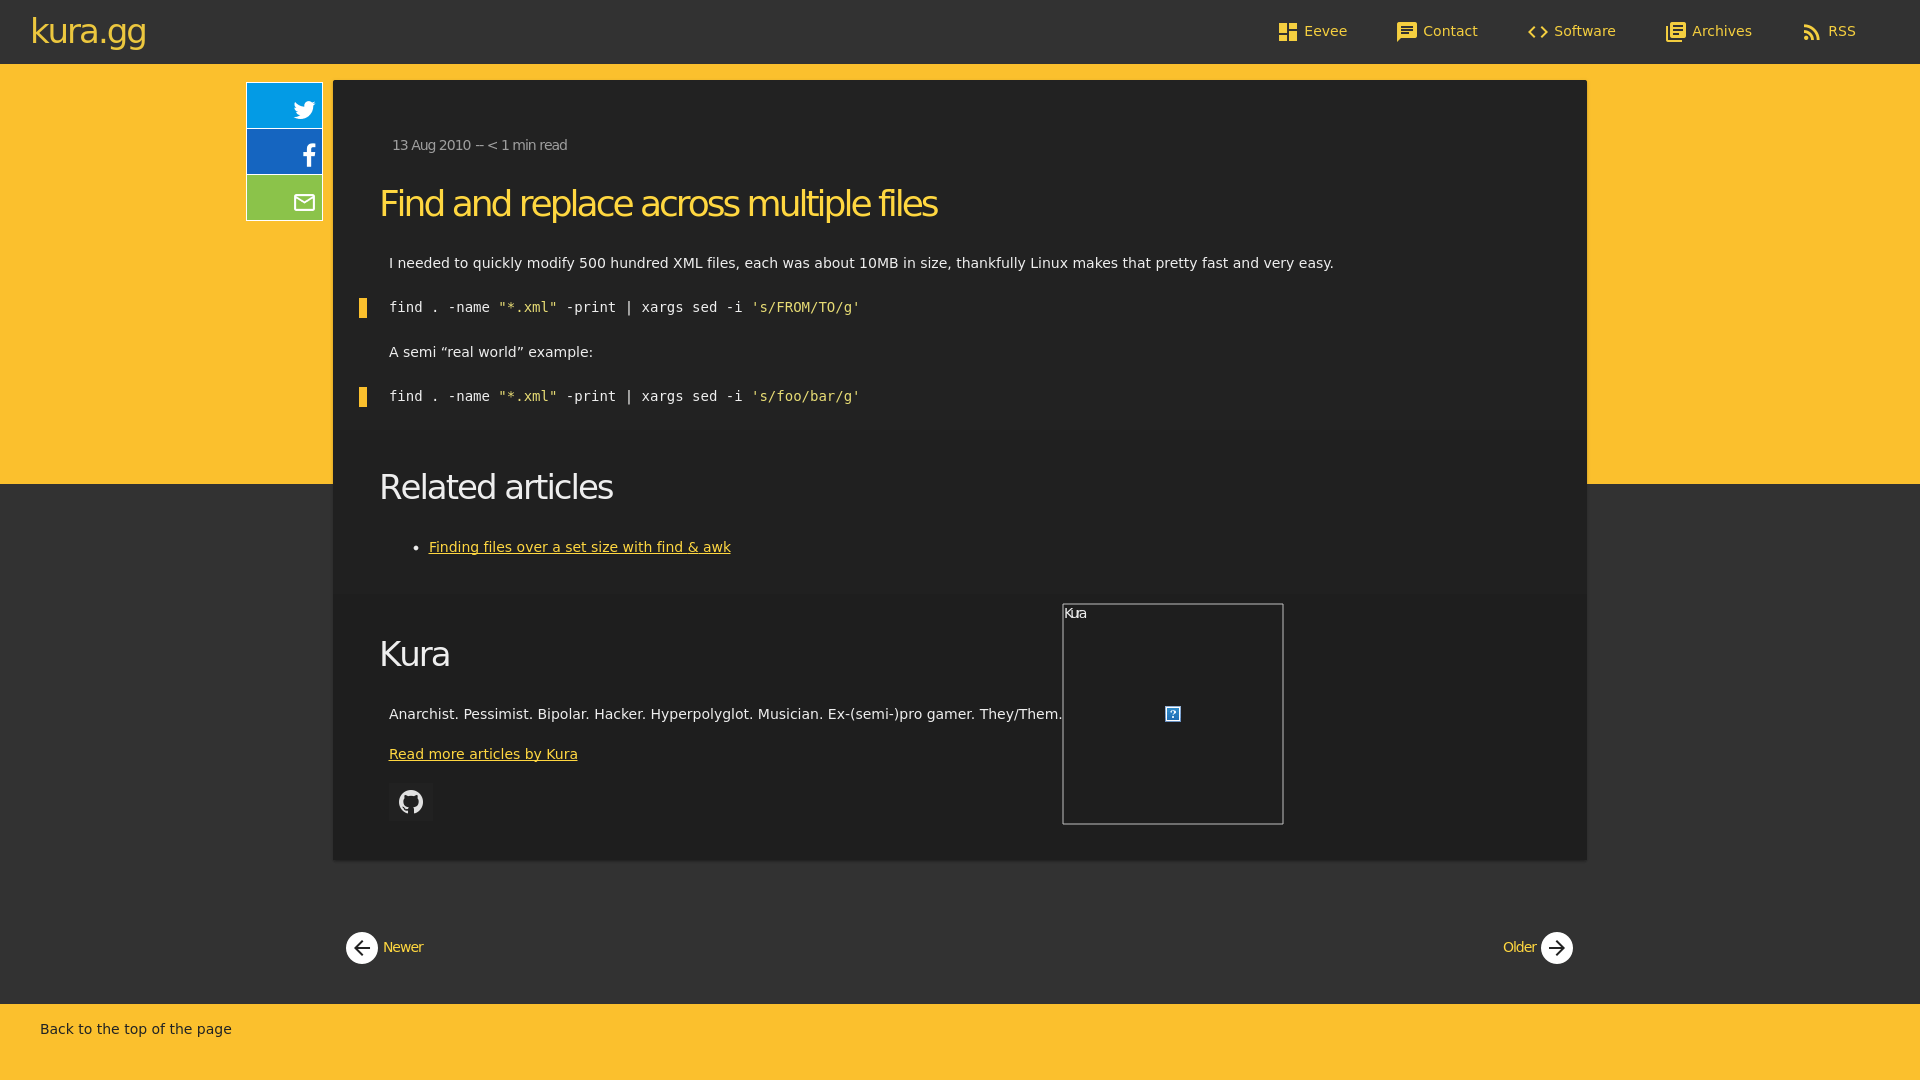 kura.gg
Eevee
Contact
Software
Archives
RSS
13 Aug 2010 -- < 1 min read
Find and replace across multiple files
I needed to quickly modify 500 hundred XML files, each was about 10MB in size, thankfully Linux makes that pretty fast and very easy.
find . -name "*.xml" -print | xargs sed -i 's/FROM/TO/g'
A semi “real world” example:
find . -name "*.xml" -print | xargs sed -i 's/foo/bar/g'
Related articles
• Finding files over a set size with find & awk
Kura
Kura
Anarchist. Pessimist. Bipolar. Hacker. Hyperpolyglot. Musician. Ex-(semi-)pro gamer. They/Them.
Read more articles by Kura
Newer
Older
Back to the top of the page